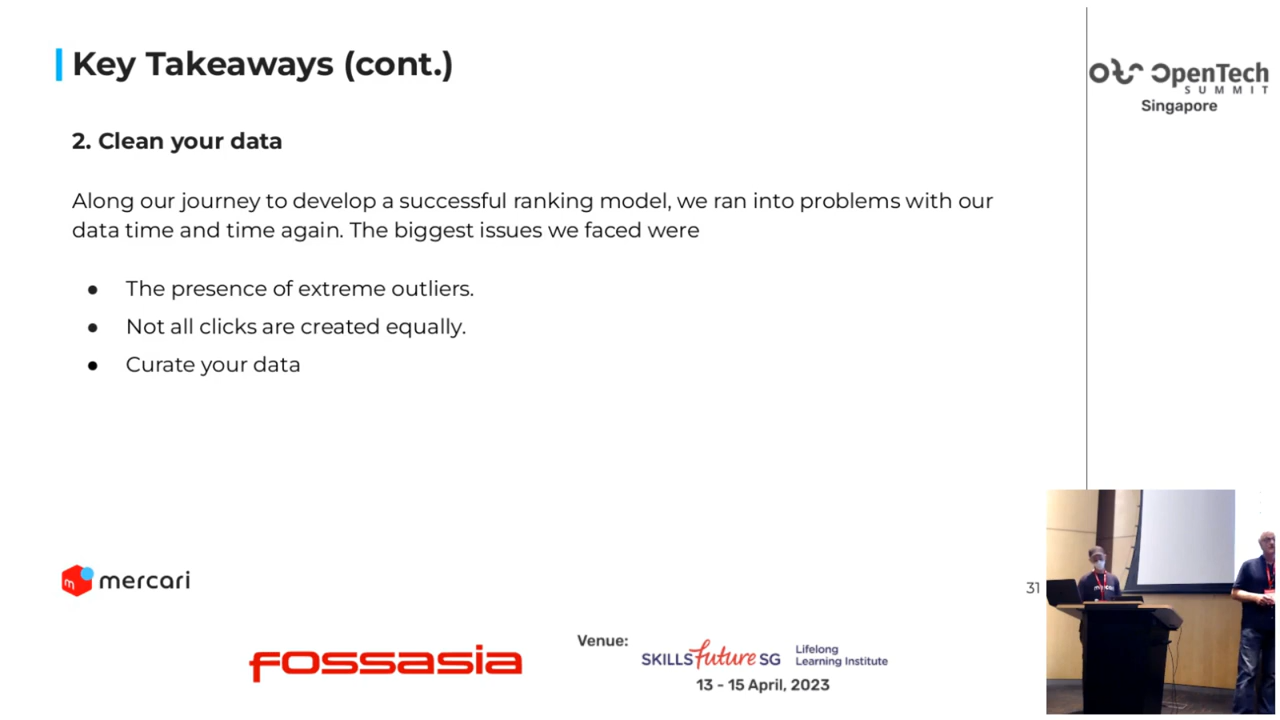 Key Takeaways (cont.)
OpenTech
SUMMIT
Singapore
2. Clean your data
Along our journey to develop a successful ranking model, we ran into problems with our
data time and time again. The biggest issues we faced were
● The presence of extreme outliers.
● Not all clicks are created equally.
● Curate your data
mercari
31
fossasia
Venue:
SKILLS future SG
Lifelong
Learning Institute
13 - 15 April, 2023